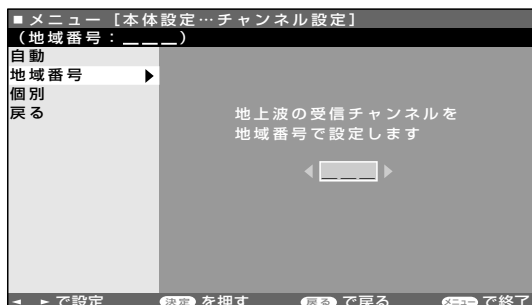 ■メニュー [本体設定…チャンネル設定]
(地域番号:___)
自動
地域番号 ▶
個別
戻る
地上波の受信チャンネルを
地域番号で設定します
◀ ___ ▶
◄ ► で設定 決定 を押す 戻る で戻る メニュー で終了